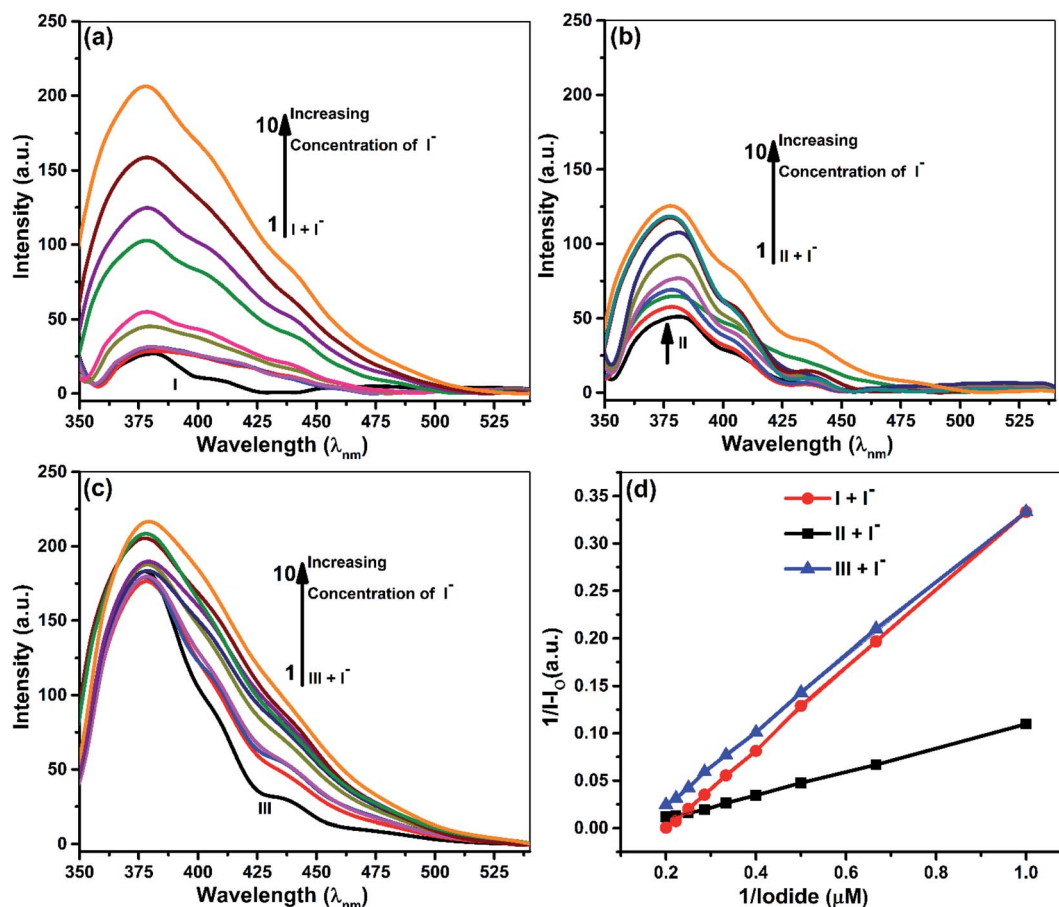 (a)
250
200
150
100
50
0
Intensity (a.u.)
10
Increasing
Concentration of I⁻
1 I + I⁻
I
350 375 400 425 450 475 500 525
Wavelength (λnm)
(b)
250
200
150
100
50
0
Intensity (a.u.)
10
Increasing
Concentration of I⁻
1 II + I⁻
II
350 375 400 425 450 475 500 525
Wavelength (λnm)
(c)
250
200
150
100
50
0
Intensity (a.u.)
10
Increasing
Concentration of I⁻
1 III + I⁻
III
350 375 400 425 450 475 500 525
Wavelength (λnm)
(d)
0.35
0.30
0.25
0.20
0.15
0.10
0.05
0.00
1/I-I_O(a.u.)
I + I⁻
II + I⁻
III + I⁻
0.2 0.4 0.6 0.8 1.0
1/Iodide (μM)